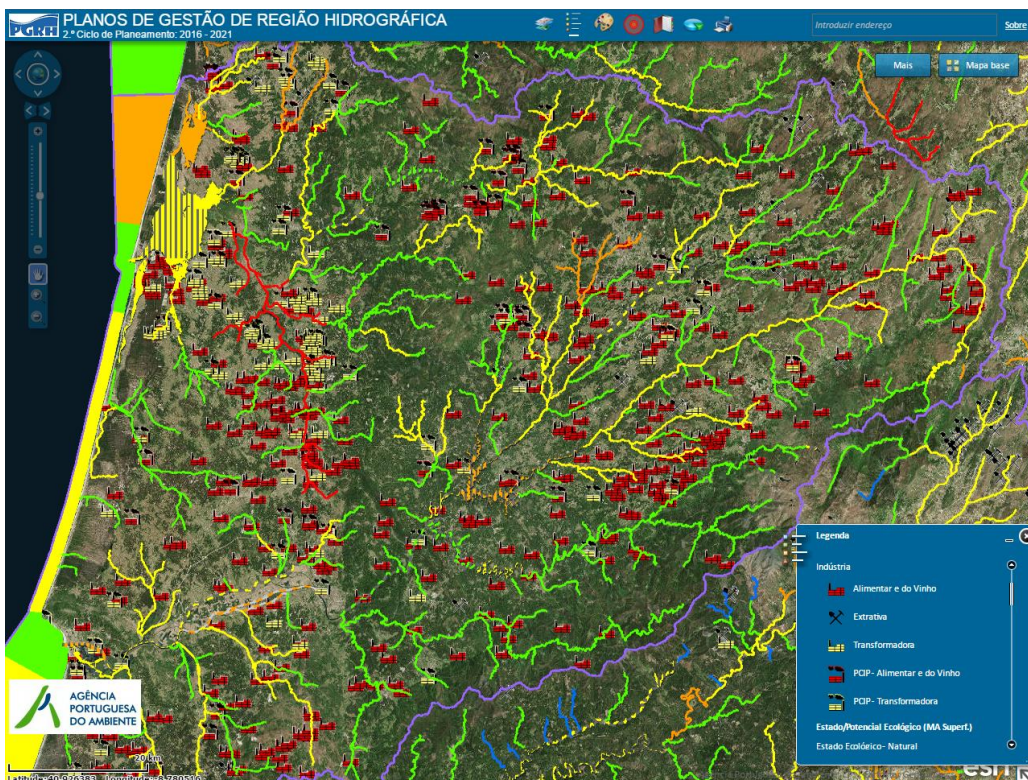 PGRH
PLANOS DE GESTÃO DE REGIÃO HIDROGRÁFICA
2.º Ciclo de Planeamento: 2016 - 2021
Introduzir endereço
Sobre
Mais
Mapa base
Legenda
Indústria
Alimentar e do Vinho
Extrativa
Transformadora
PCIP- Alimentar e do Vinho
PCIP- Transformadora
Estado/Potencial Ecológico (MA Superf.)
Estado Ecológico- Natural
AGÊNCIA
PORTUGUESA
DO AMBIENTE
20 km
esri